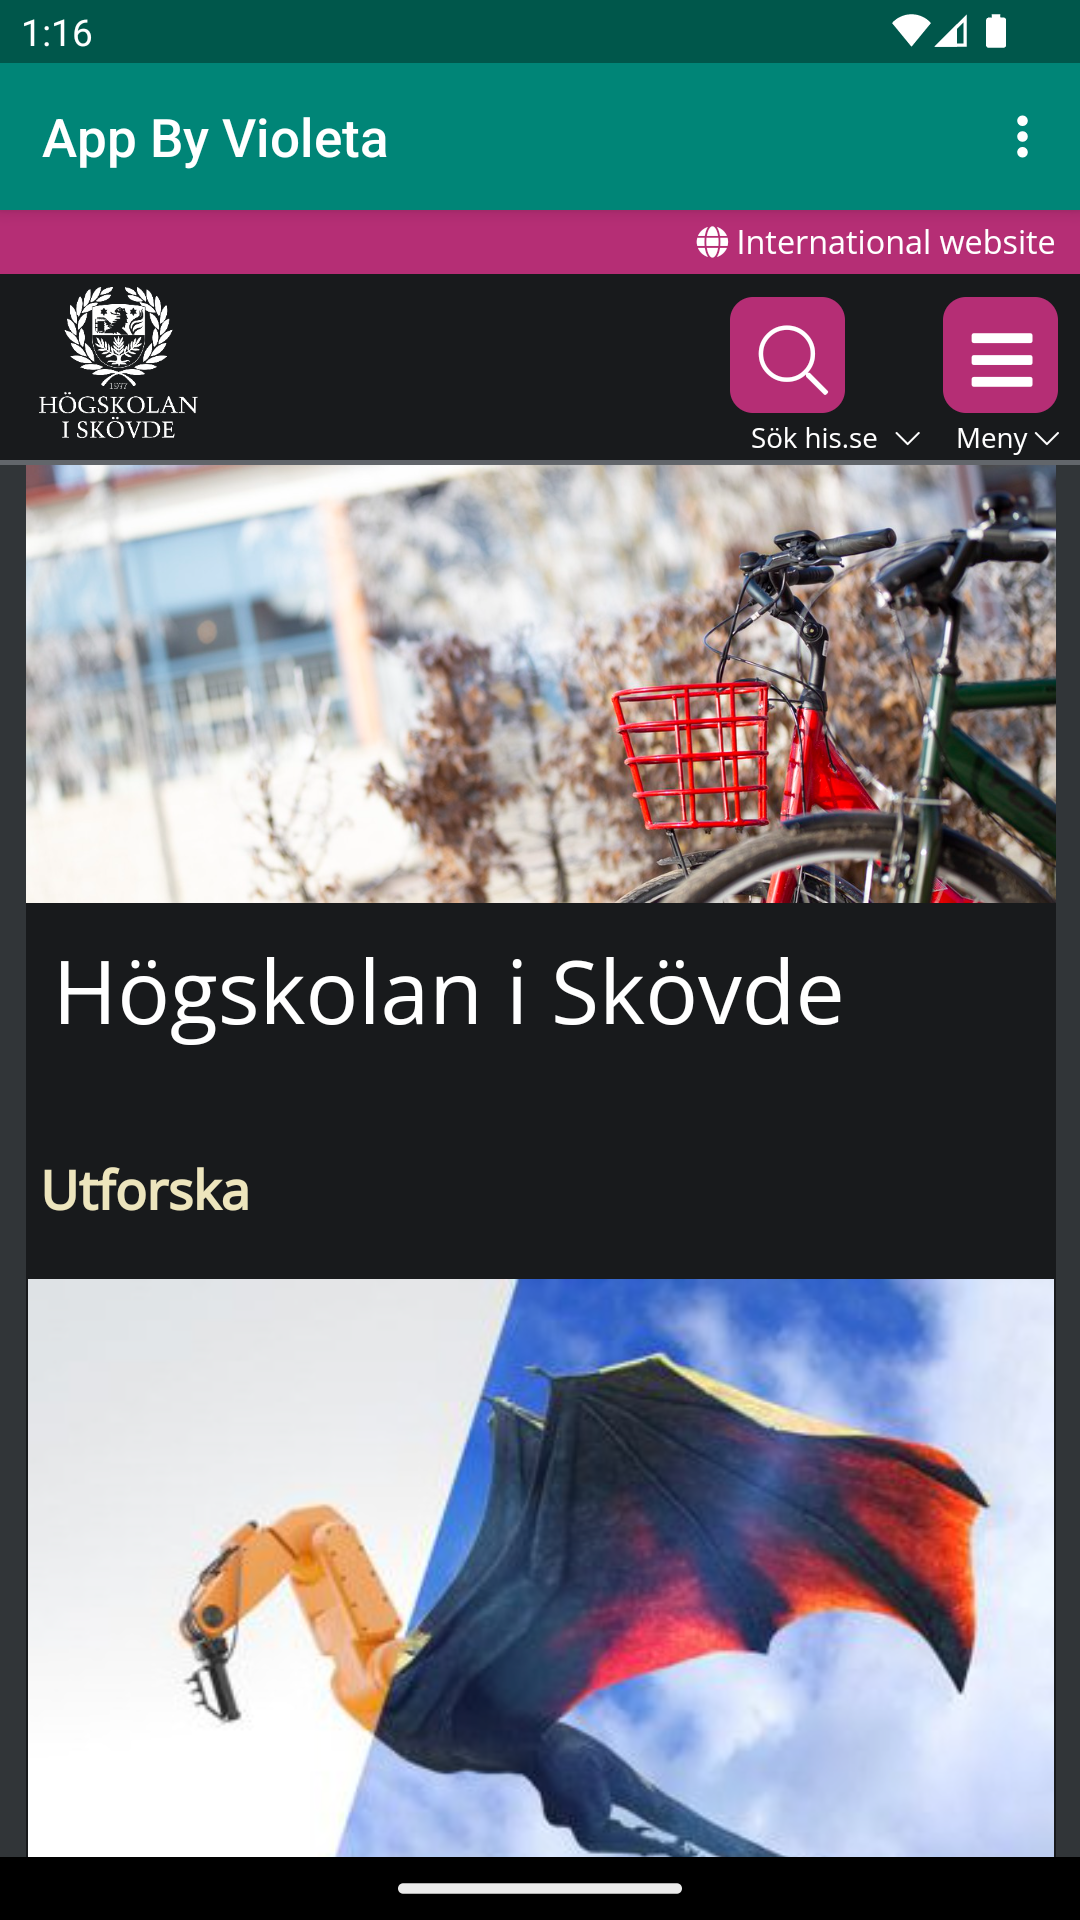 1:16
App By Violeta
International website
1977
HÖGSKOLAN
I SKÖVDE
Sök his.se
Meny
Högskolan i Skövde
Utforska